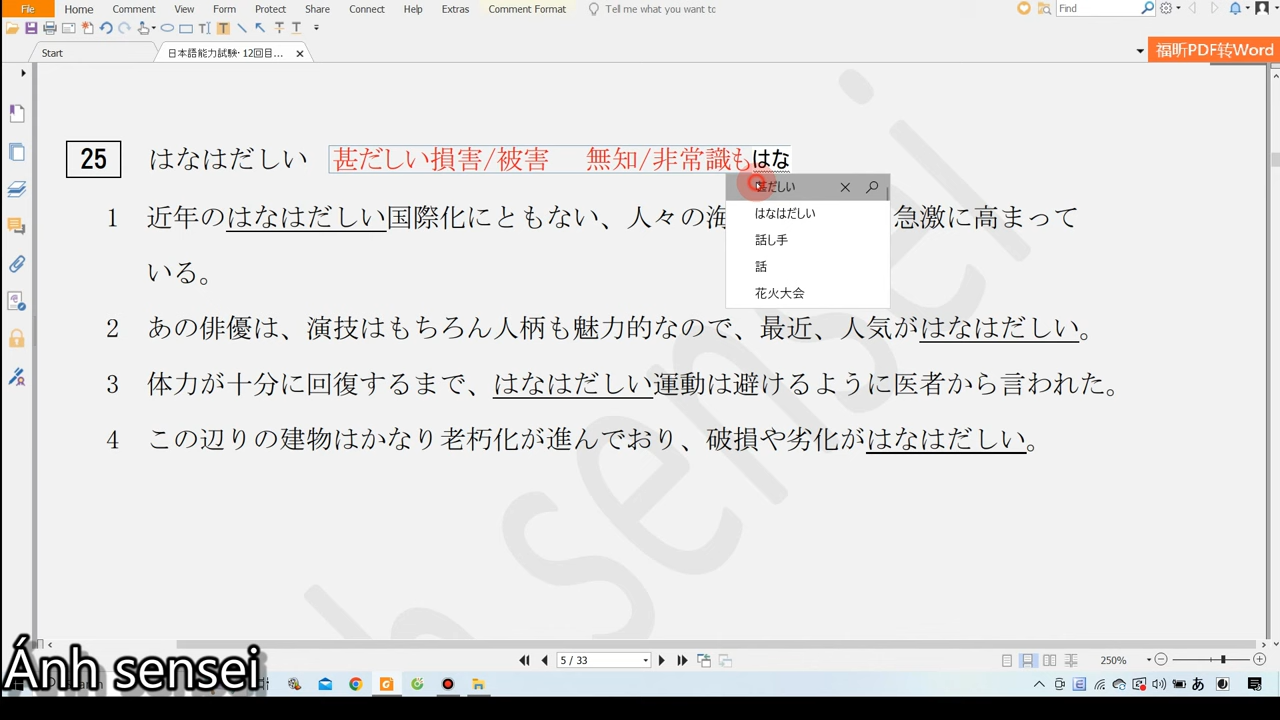 File Home Comment View Form Protect Share Connect Help Extras Comment Format Tell me what you want to Find
Start 日本語能力試験・12回目... 福昕PDF转Word
25 はなはだしい 甚だしい損害/被害 無知/非常識もはな
甚だしい
はなはだしい
話し手
話
花火大会
1 近年のはなはだしい国際化にともない、人々の海 急激に高まって
いる。
2 あの俳優は、演技はもちろん人柄も魅力的なので、最近、人気がはなはだしい。
3 体力が十分に回復するまで、はなはだしい運動は避けるように医者から言われた。
4 この辺りの建物はかなり老朽化が進んでおり、破損や劣化がはなはだしい。
sensei
h sensei
5 / 33 250%
Ánh sensei
あ